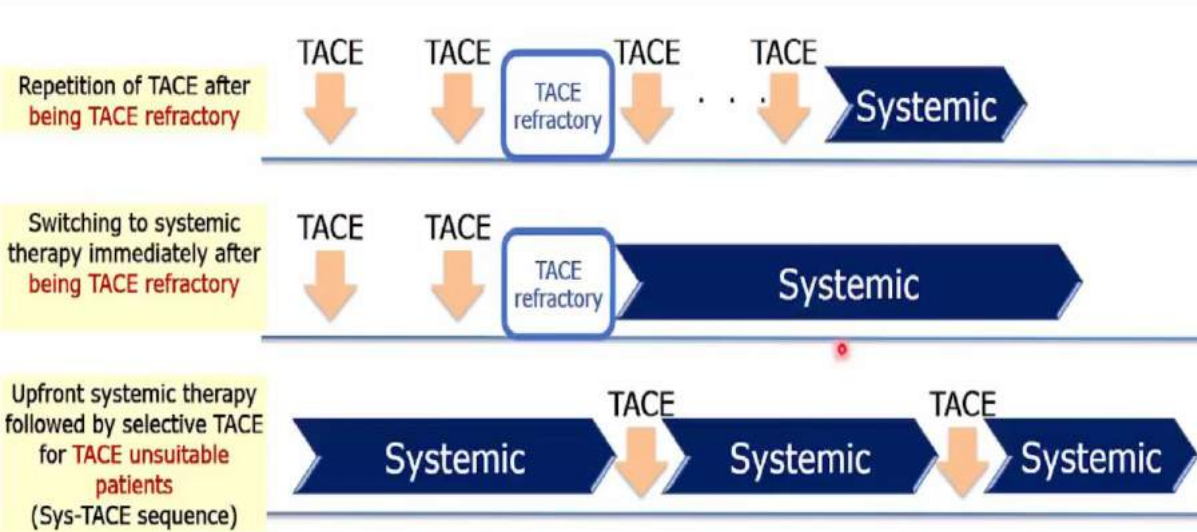 TACE TACE TACE TACE
Repetition of TACE after
being TACE refractory
TACE
refractory
. . .
Systemic
Switching to systemic
therapy immediately after
being TACE refractory
TACE TACE
TACE
refractory
Systemic
Upfront systemic therapy
followed by selective TACE
for TACE unsuitable
patients
(Sys-TACE sequence)
TACE TACE
Systemic Systemic Systemic